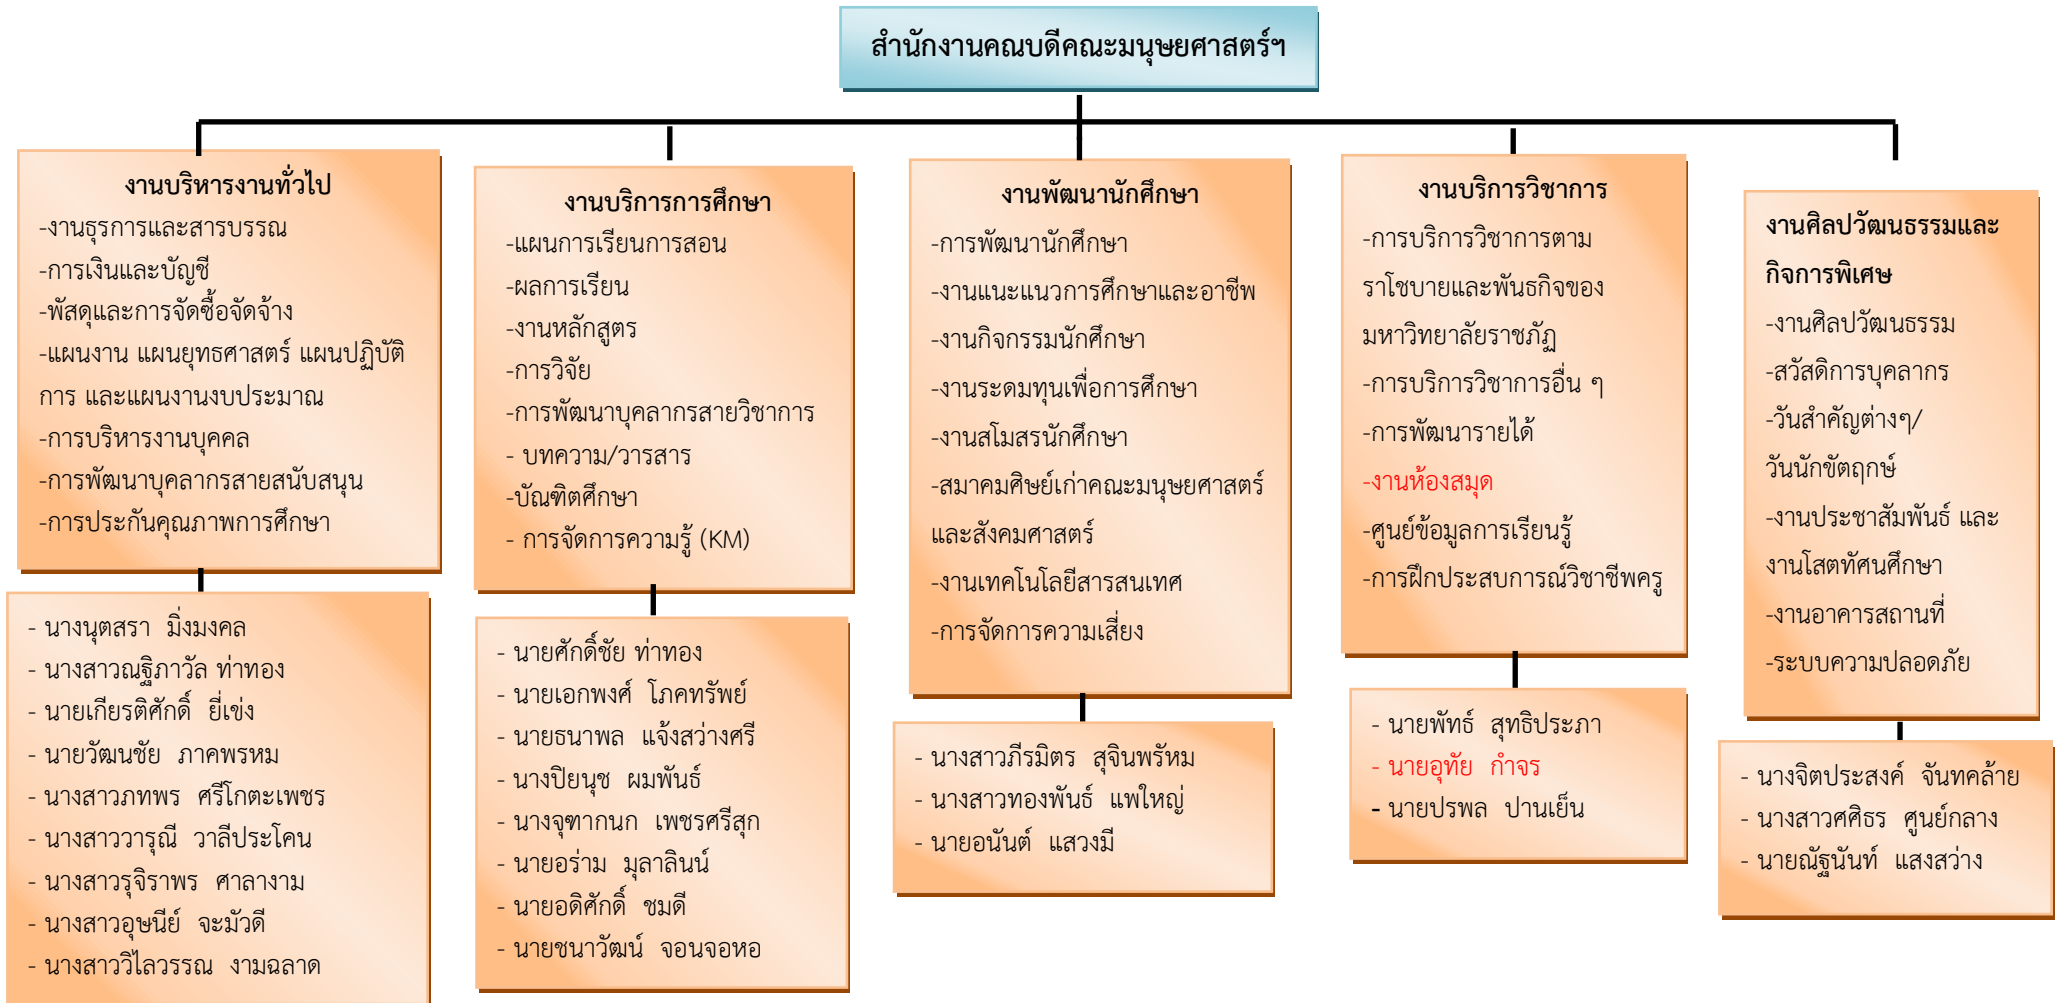 สำนักงานคณบดีคณะมนุษยศาสตร์ฯ
งานบริหารงานทั่วไป
-งานธุรการและสารบรรณ
-การเงินและบัญชี
-พัสดุและการจัดซื้อจัดจ้าง
-แผนงาน แผนยุทธศาสตร์ แผนปฏิบัติ
การ และแผนงานงบประมาณ
-การบริหารงานบุคคล
-การพัฒนาบุคลากรสายสนับสนุน
-การประกันคุณภาพการศึกษา
- นางนุตสรา มิ่งมงคล
- นางสาวณฐิภาวัล ท่าทอง
- นายเกียรติศักดิ์ ยี่เข่ง
- นายวัฒนชัย ภาคพรหม
- นางสาวภทพร ศรีโกตะเพชร
- นางสาววารุณี วาลีประโคน
- นางสาวรุจิราพร ศาลางาม
- นางสาวอุษนีย์ จะมัวดี
- นางสาววิไลวรรณ งามฉลาด
งานบริการการศึกษา
-แผนการเรียนการสอน
-ผลการเรียน
-งานหลักสูตร
-การวิจัย
-การพัฒนาบุคลากรสายวิชาการ
- บทความ/วารสาร
-บัณฑิตศึกษา
- การจัดการความรู้ (KM)
- นายศักดิ์ชัย ท่าทอง
- นายเอกพงศ์ โภคทรัพย์
- นายธนาพล แจ้งสว่างศรี
- นางปิยนุช ผมพันธ์
- นางจุฑากนก เพชรศรีสุก
- นายอร่าม มุลาลินน์
- นายอดิศักดิ์ ชมดี
- นายชนาวัฒน์ จอนจอหอ
งานพัฒนานักศึกษา
-การพัฒนานักศึกษา
-งานแนะแนวการศึกษาและอาชีพ
-งานกิจกรรมนักศึกษา
-งานระดมทุนเพื่อการศึกษา
-งานสโมสรนักศึกษา
-สมาคมศิษย์เก่าคณะมนุษยศาสตร์
และสังคมศาสตร์
-งานเทคโนโลยีสารสนเทศ
-การจัดการความเสี่ยง
- นางสาวภีรมิตร สุจินพรัหม
- นางสาวทองพันธ์ แพใหญ่
- นายอนันต์ แสวงมี
งานบริการวิชาการ
-การบริการวิชาการตาม
ราโชบายและพันธกิจของ
มหาวิทยาลัยราชภัฏ
-การบริการวิชาการอื่น ๆ
-การพัฒนารายได้
-งานห้องสมุด
-ศูนย์ข้อมูลการเรียนรู้
-การฝึกประสบการณ์วิชาชีพครู
- นายพัทธ์ สุทธิประภา
- นายอุทัย กำจร
- นายปรพล ปานเย็น
งานศิลปวัฒนธรรมและ
กิจการพิเศษ
-งานศิลปวัฒนธรรม
-สวัสดิการบุคลากร
-วันสำคัญต่างๆ/
วันนักขัตฤกษ์
-งานประชาสัมพันธ์ และ
งานโสตทัศนศึกษา
-งานอาคารสถานที่
-ระบบความปลอดภัย
- นางจิตประสงค์ จันทคล้าย
- นางสาวศศิธร ศูนย์กลาง
- นายณัฐนันท์ แสงสว่าง